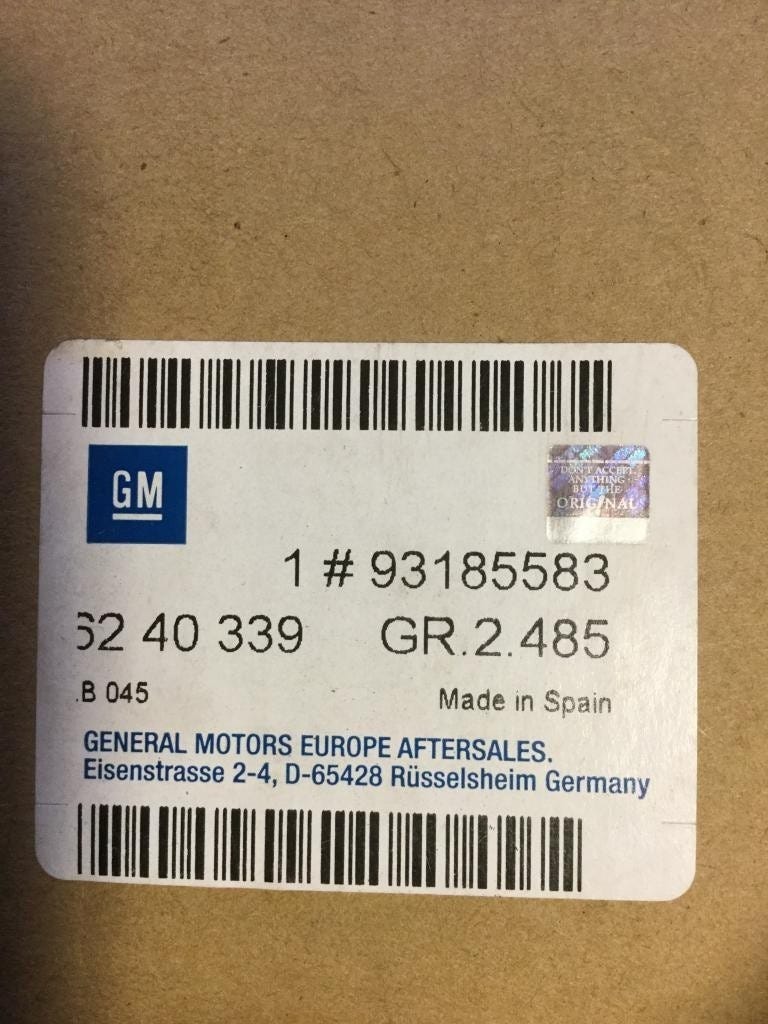 GM
DON'T ACCEPT
ANYTHING
BUT THE
ORIGINAL
1 # 93185583
62 40 339 GR.2.485
.B 045 Made in Spain
GENERAL MOTORS EUROPE AFTERSALES.
Eisenstrasse 2-4, D-65428 Rüsselsheim Germany